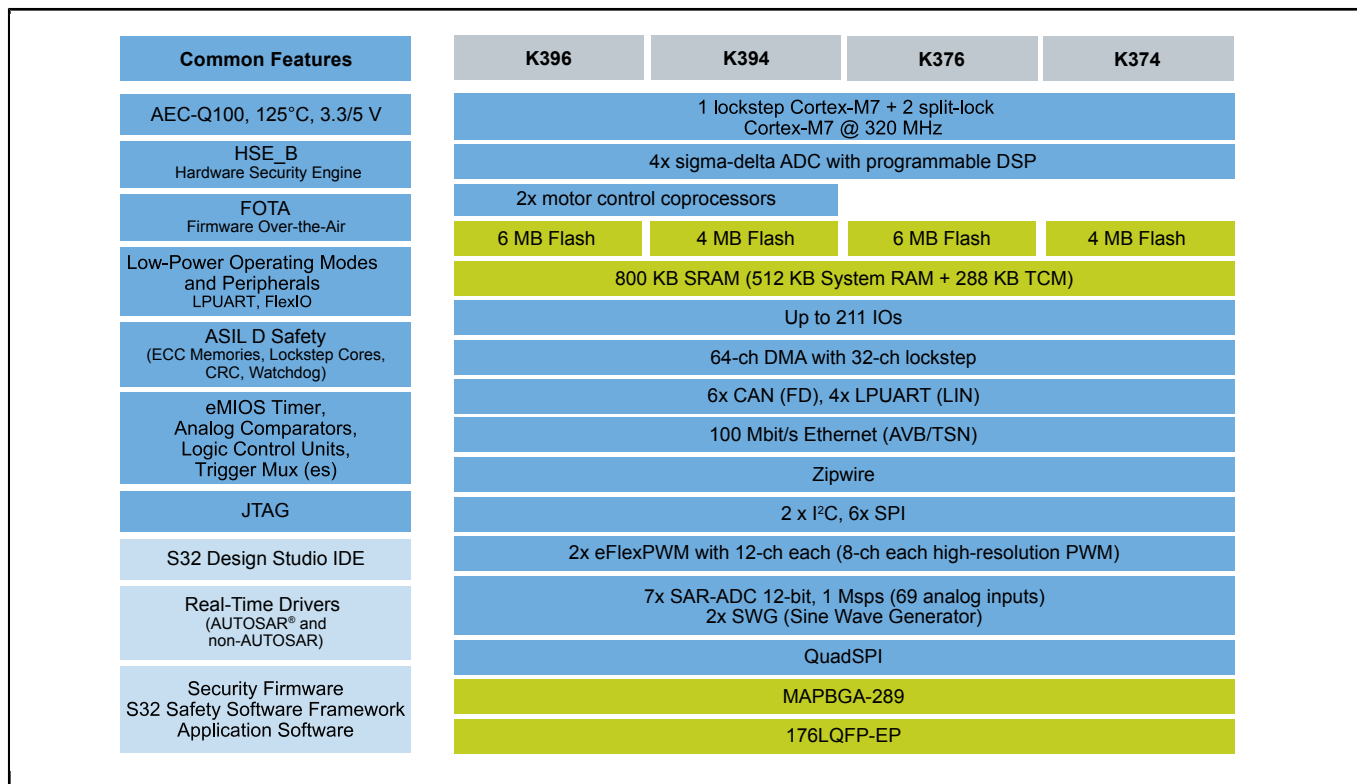 Common Features
AEC-Q100, 125°C, 3.3/5 V
HSE_B
Hardware Security Engine
FOTA
Firmware Over-the-Air
Low-Power Operating Modes
and Peripherals
LPUART, FlexIO
ASIL D Safety
(ECC Memories, Lockstep Cores,
CRC, Watchdog)
eMIOS Timer,
Analog Comparators,
Logic Control Units,
Trigger Mux (es)
JTAG
S32 Design Studio IDE
Real-Time Drivers
(AUTOSAR® and
non-AUTOSAR)
Security Firmware
S32 Safety Software Framework
Application Software
K396 K394 K376 K374
1 lockstep Cortex-M7 + 2 split-lock
Cortex-M7 @ 320 MHz
4x sigma-delta ADC with programmable DSP
2x motor control coprocessors
6 MB Flash 4 MB Flash 6 MB Flash 4 MB Flash
800 KB SRAM (512 KB System RAM + 288 KB TCM)
Up to 211 IOs
64-ch DMA with 32-ch lockstep
6x CAN (FD), 4x LPUART (LIN)
100 Mbit/s Ethernet (AVB/TSN)
Zipwire
2 x I²C, 6x SPI
2x eFlexPWM with 12-ch each (8-ch each high-resolution PWM)
7x SAR-ADC 12-bit, 1 Msps (69 analog inputs)
2x SWG (Sine Wave Generator)
QuadSPI
MAPBGA-289
176LQFP-EP